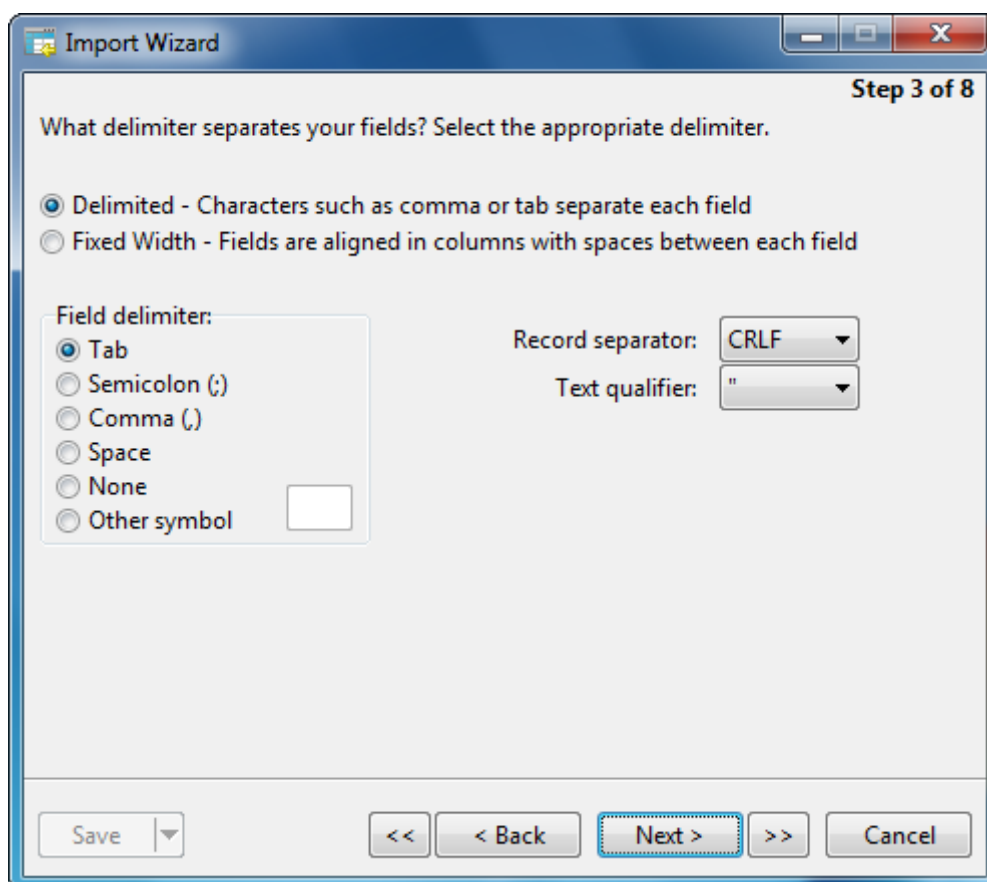 Import Wizard
Step 3 of 8
What delimiter separates your fields? Select the appropriate delimiter.
Delimited - Characters such as comma or tab separate each field
Fixed Width - Fields are aligned in columns with spaces between each field
Field delimiter:
Tab
Semicolon (;)
Comma (,)
Space
None
Other symbol
Record separator: CRLF
Text qualifier: "
Save << < Back Next > >> Cancel